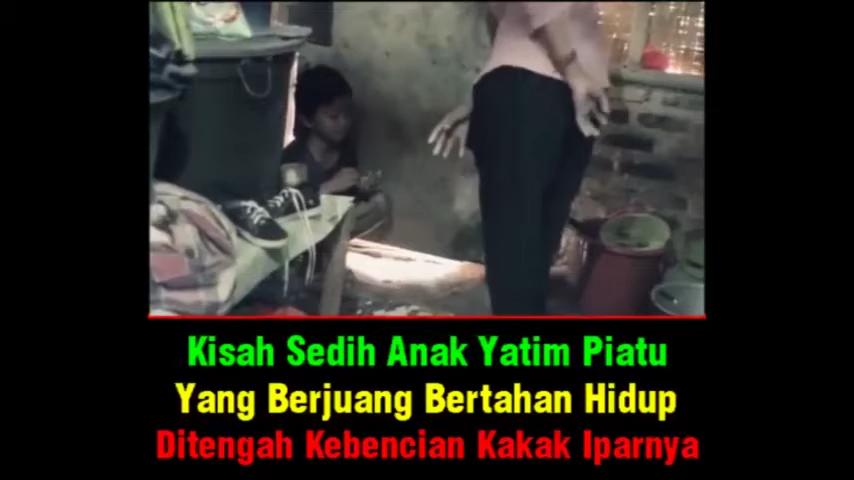 Kisah Sedih Anak Yatim Piatu
Yang Berjuang Bertahan Hidup
Ditengah Kebencian Kakak Iparnya